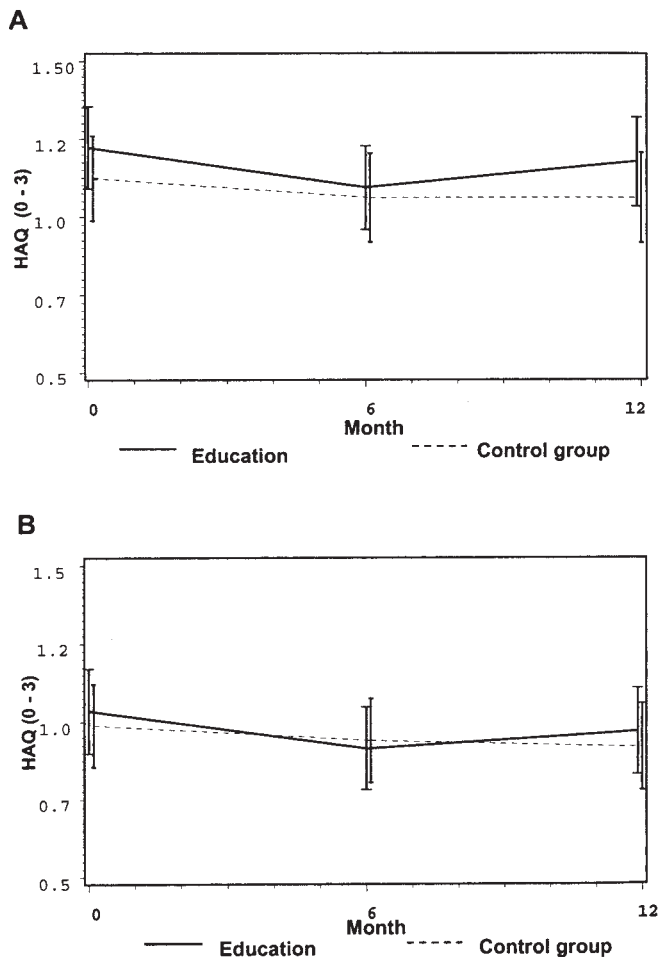 A
1.50
1.2
1.0
0.7
0.5
HAQ (0 - 3)
0 6 12
Month
Education Control group
B
1.5
1.2
1.0
0.7
0.5
HAQ (0 - 3)
0 6 12
Month
Education Control group